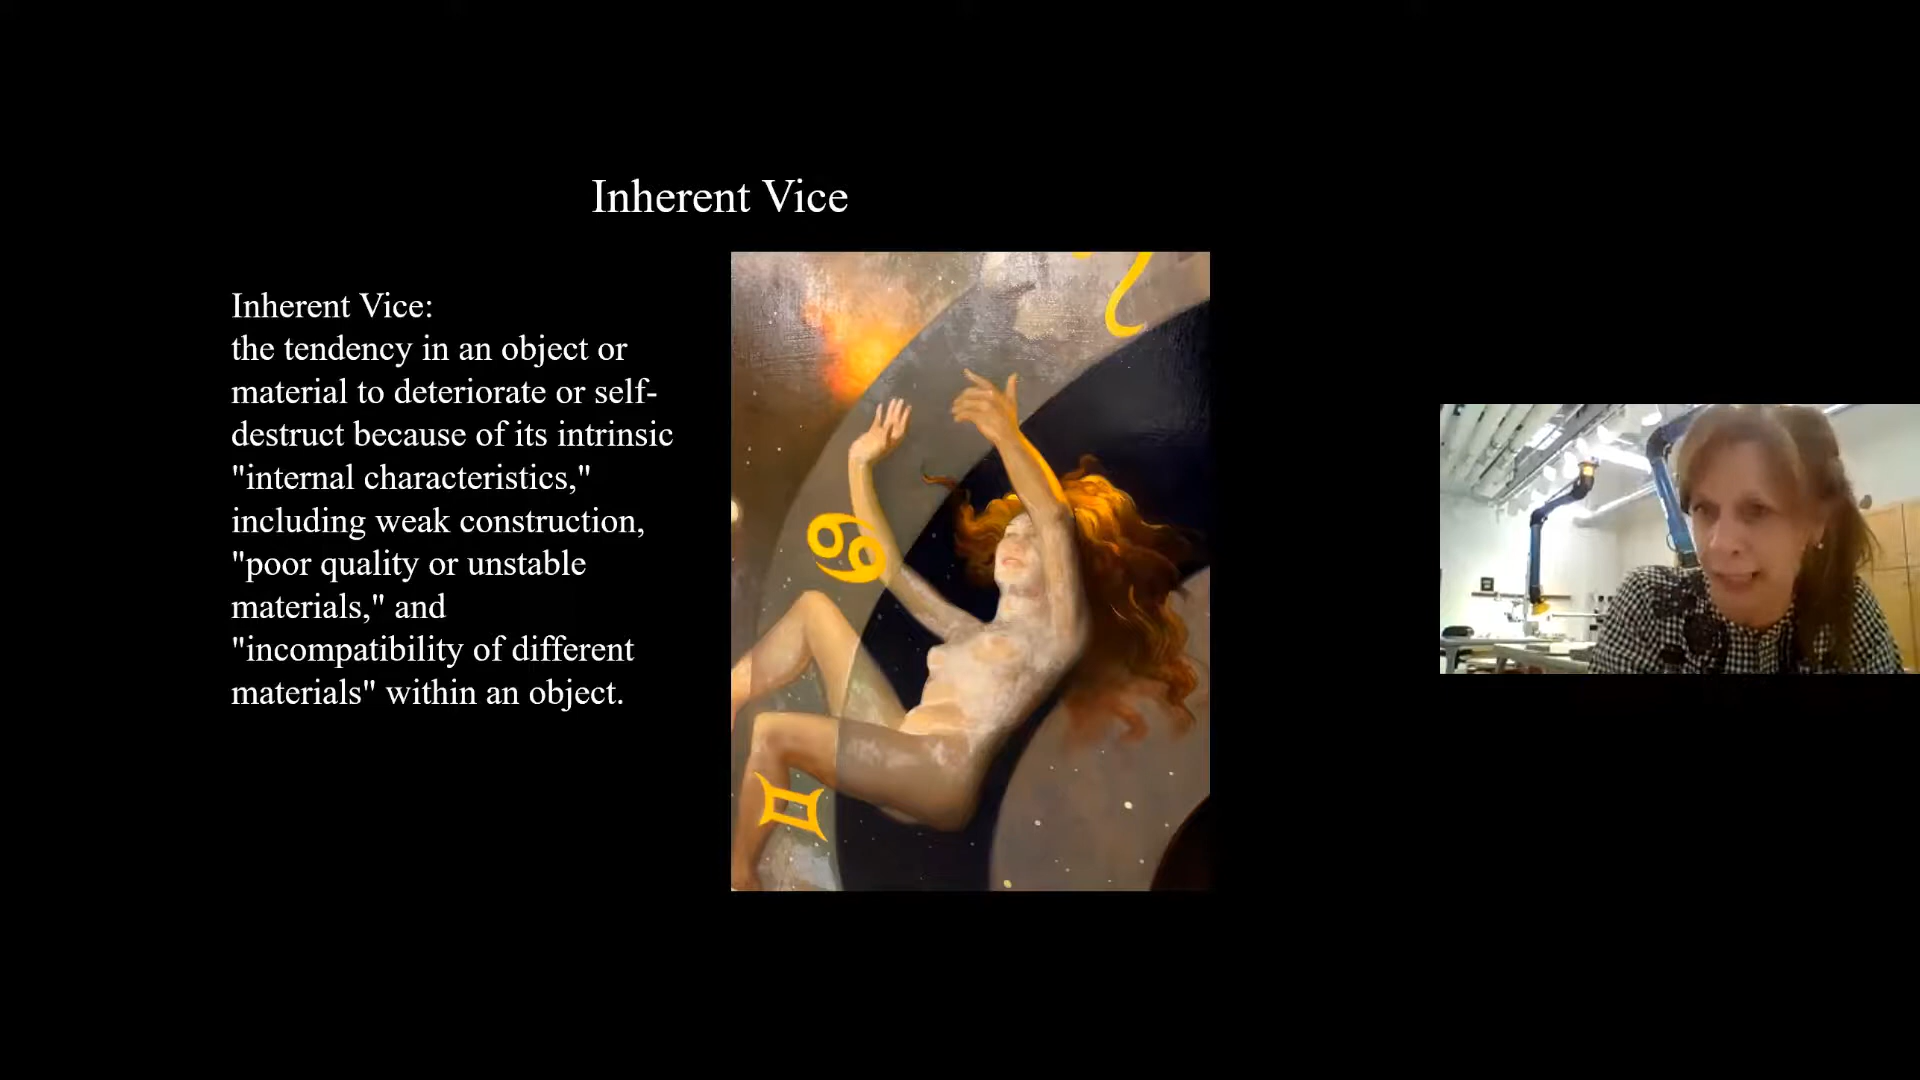 Inherent Vice
Inherent Vice:
the tendency in an object or
material to deteriorate or self-
destruct because of its intrinsic
"internal characteristics,"
including weak construction,
"poor quality or unstable
materials," and
"incompatibility of different
materials" within an object.